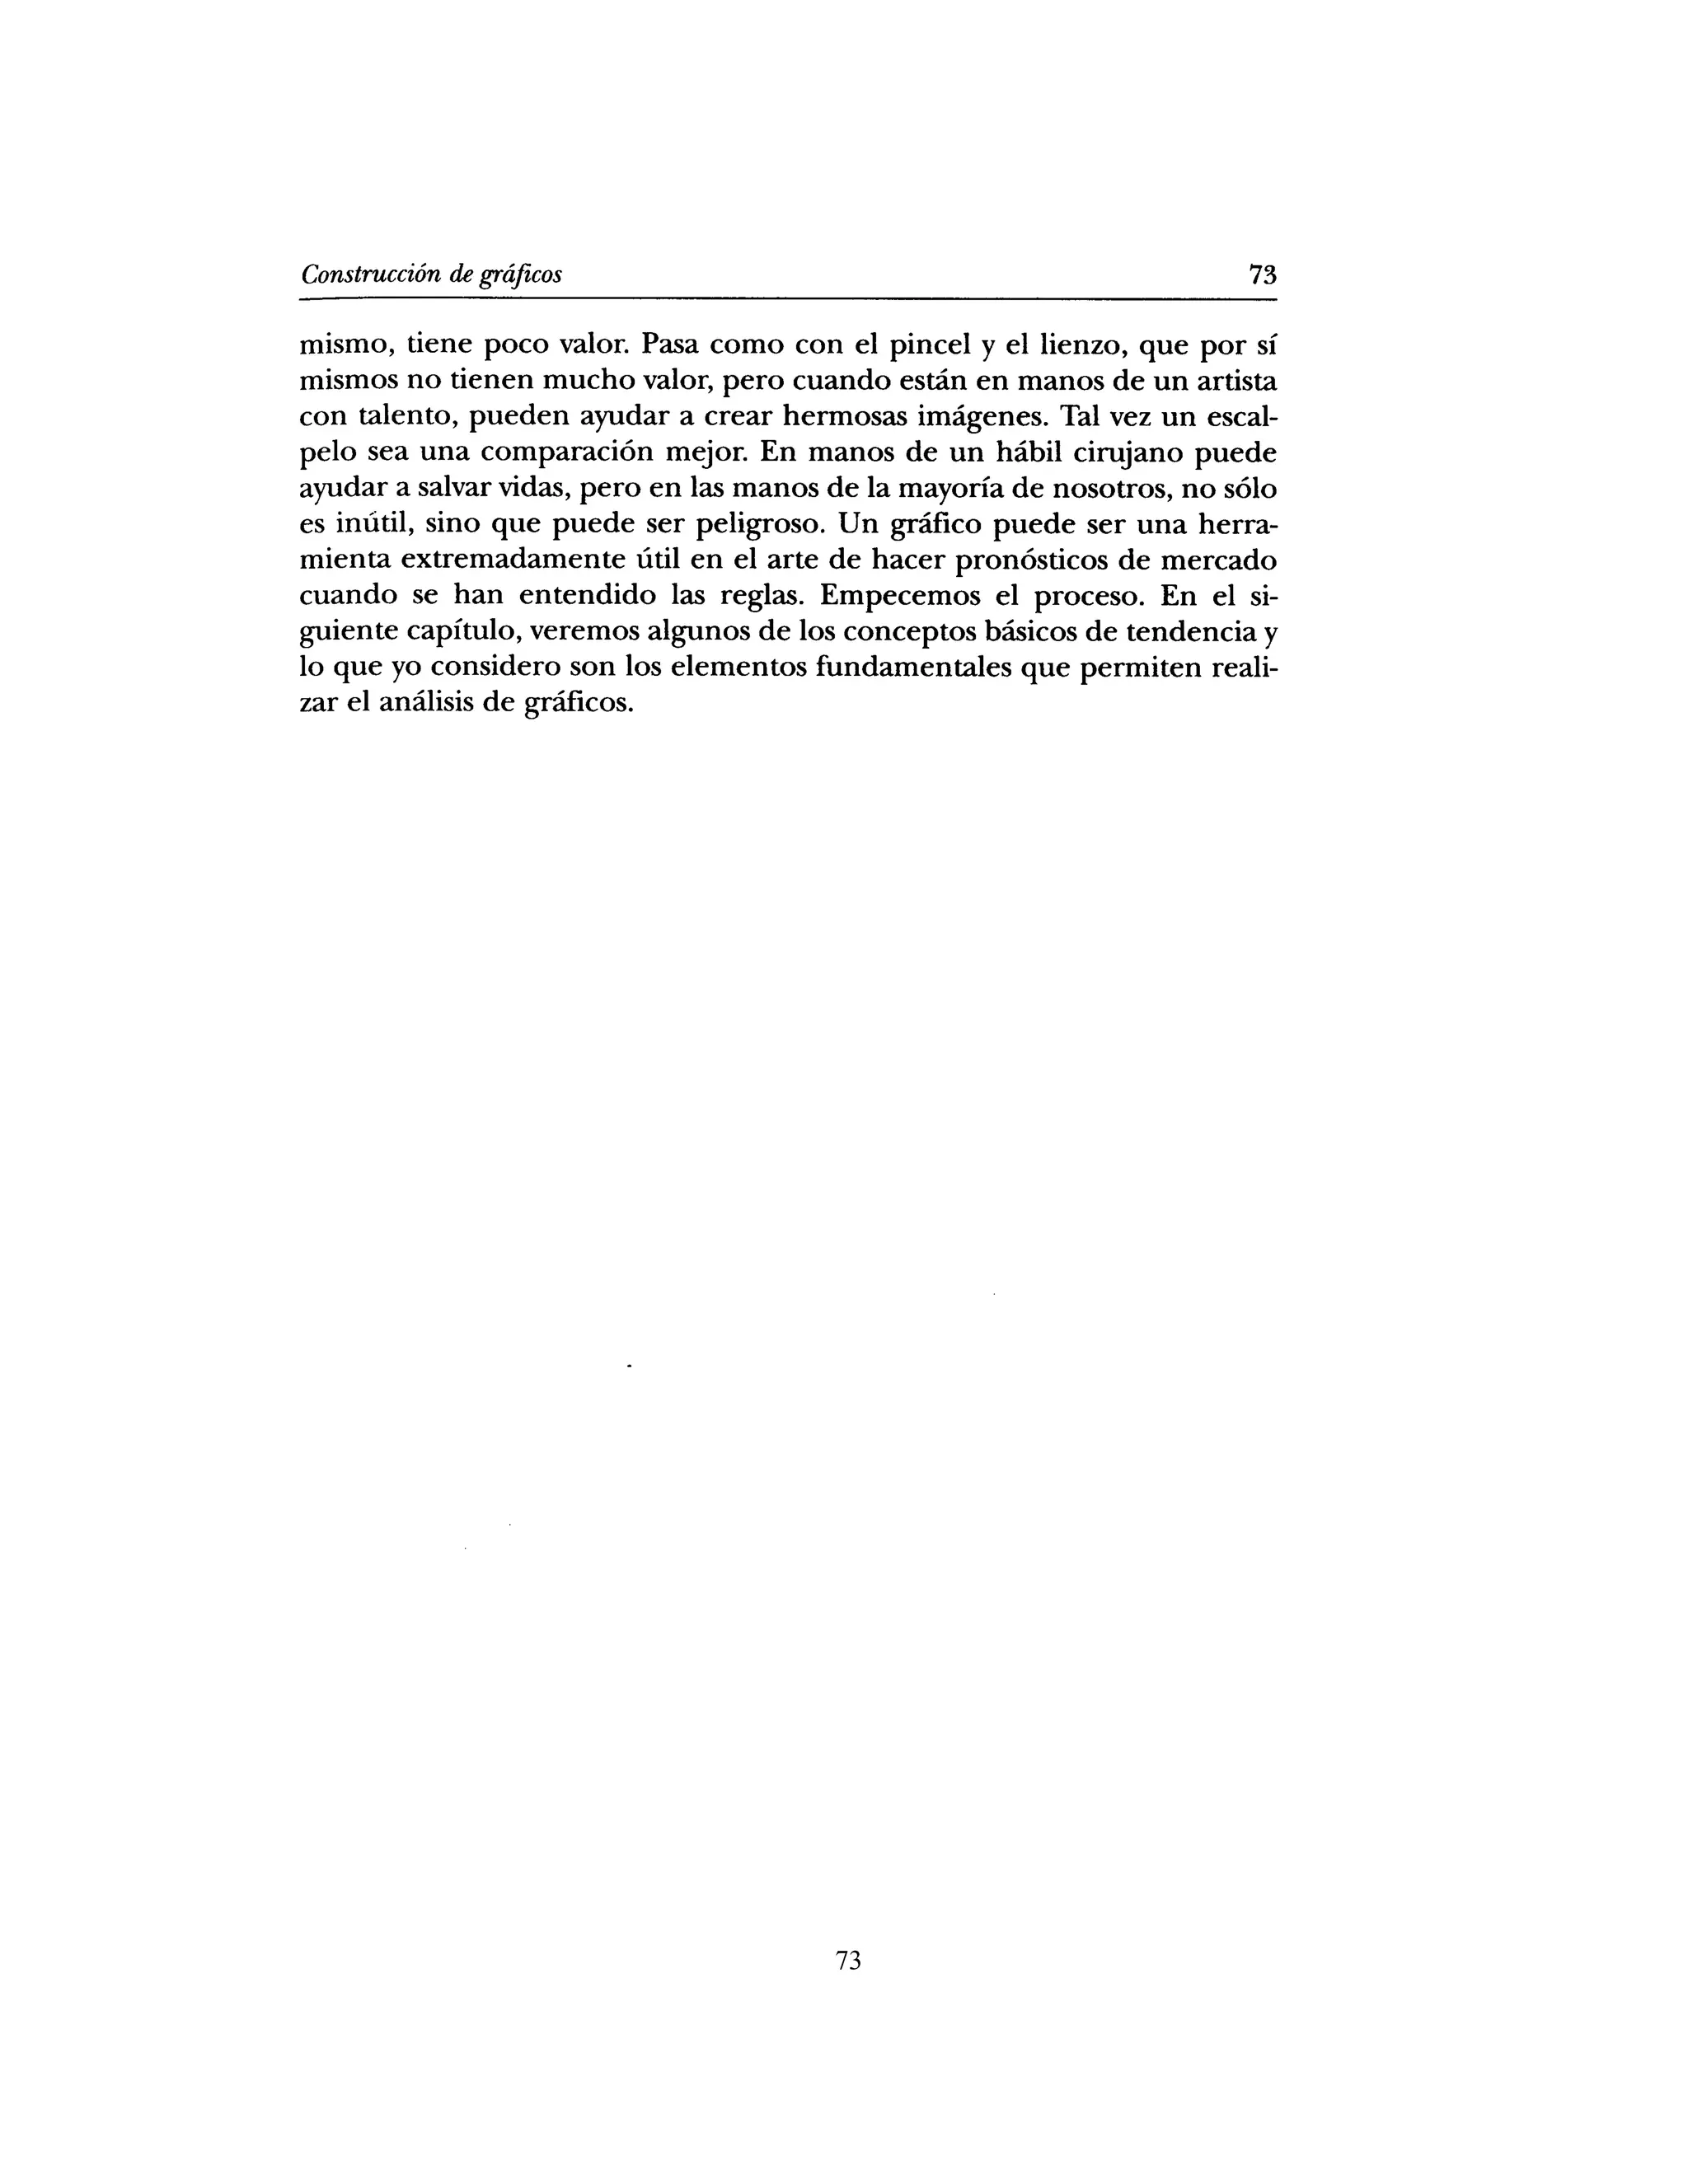 Construcción de gráficos 73
mismo, tiene poco valor. Pasa como con el pincel y el lienzo, que por sí
mismos no tienen mucho valor, pero cuando están en manos de un artista
con talento, pueden ayudar a crear hermosas imágenes. Tal vez un escal-
pelo sea una comparación mejor. En manos de un hábil cirujano puede
ayudar a salvar vidas, pero en las manos de la mayoría de nosotros, no sólo
es inútil, sino que puede ser peligroso. Un gráfico puede ser una herra-
mienta extremadamente útil en el arte de hacer pronósticos de mercado
cuando se han entendido las reglas. Empecemos el proceso. En el si-
guiente capítulo, veremos algunos de los conceptos básicos de tendencia y
lo que yo considero son los elementos fundamentales que permiten reali-
zar el análisis de gráficos.
73